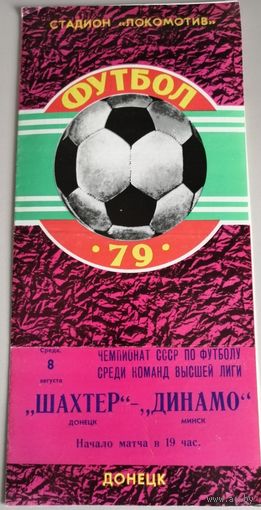 СТАДИОН «ЛОКОМОТИВ»
ФУТБОЛ
·79·
Среда,
8
августа
ЧЕМПИОНАТ СССР ПО ФУТБОЛУ
СРЕДИ КОМАНД ВЫСШЕЙ ЛИГИ
„ШАХТЕР“-„ДИНАМО“
ДОНЕЦК МИНСК
Начало матча в 19 час.
ДОНЕЦК